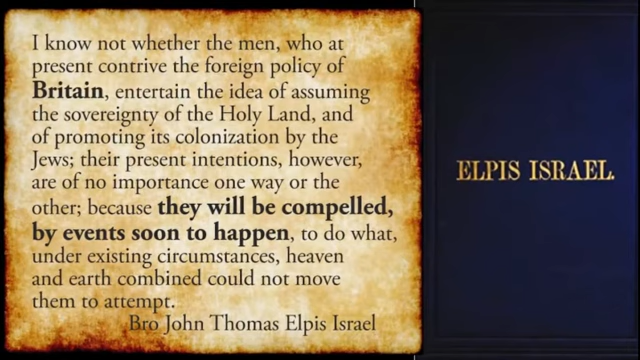 I know not whether the men, who at
present contrive the foreign policy of
Britain, entertain the idea of assuming
the sovereignty of the Holy Land, and
of promoting its colonization by the
Jews; their present intentions, however,
are of no importance one way or the
other; because they will be compelled,
by events soon to happen, to do what,
under existing circumstances, heaven
and earth combined could not move
them to attempt.
Bro John Thomas Elpis Israel
ELPIS ISRAEL.